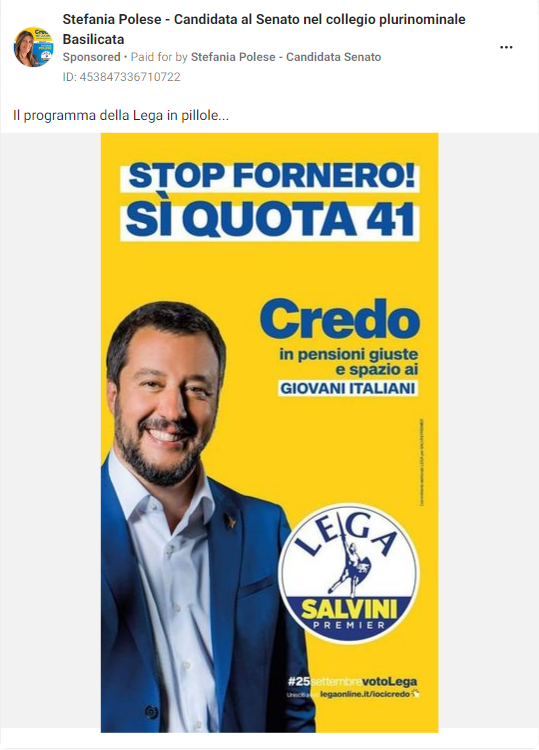 Stefania Polese - Candidata al Senato nel collegio plurinominale
Basilicata
Sponsored • Paid for by Stefania Polese - Candidata Senato
ID: 453847336710722
Il programma della Lega in pillole...
STOP FORNERO!
SÌ QUOTA 41
Credo
in pensioni giuste
e spazio ai
GIOVANI ITALIANI
LEGA
SALVINI
PREMIER
#25settembrevotoLega
legaonline.it/iocicredo